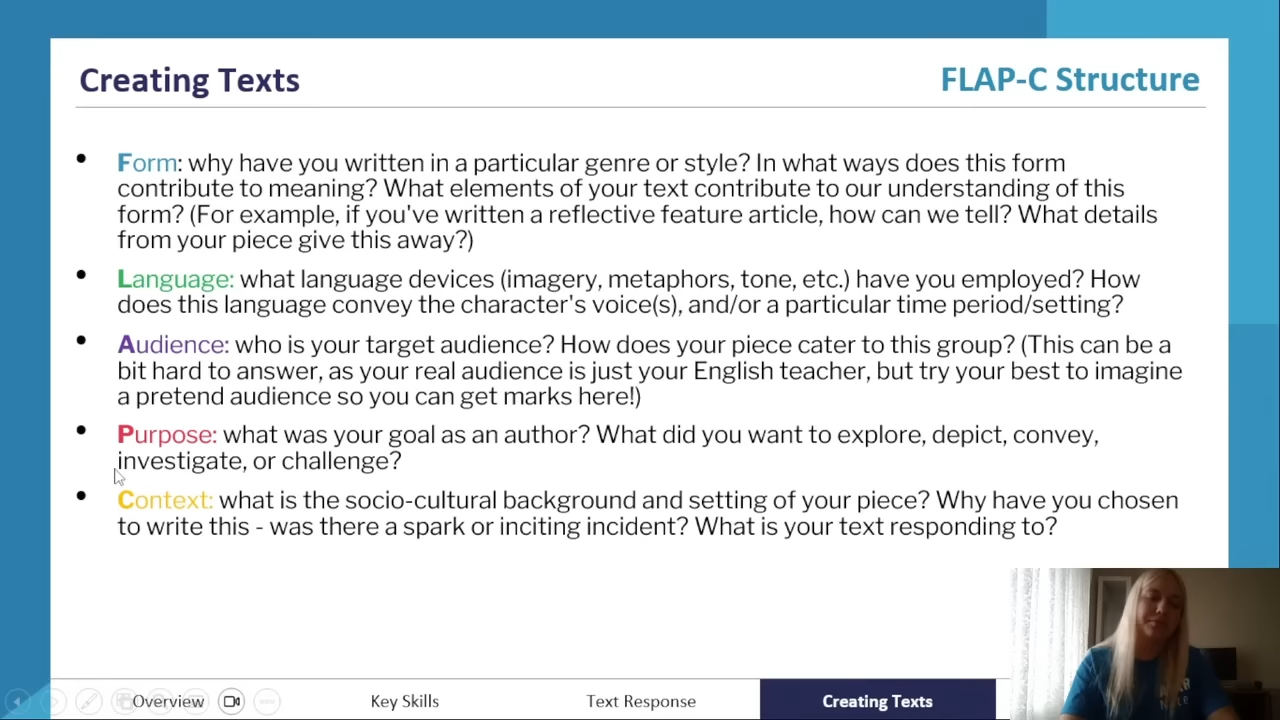 Creating Texts
FLAP-C Structure
• Form: why have you written in a particular genre or style? In what ways does this form
contribute to meaning? What elements of your text contribute to our understanding of this
form? (For example, if you've written a reflective feature article, how can we tell? What details
from your piece give this away?)
• Language: what language devices (imagery, metaphors, tone, etc.) have you employed? How
does this language convey the character's voice(s), and/or a particular time period/setting?
• Audience: who is your target audience? How does your piece cater to this group? (This can be a
bit hard to answer, as your real audience is just your English teacher, but try your best to imagine
a pretend audience so you can get marks here!)
• Purpose: what was your goal as an author? What did you want to explore, depict, convey,
investigate, or challenge?
• Context: what is the socio-cultural background and setting of your piece? Why have you chosen
to write this - was there a spark or inciting incident? What is your text responding to?
Overview
Key Skills
Text Response
Creating Texts